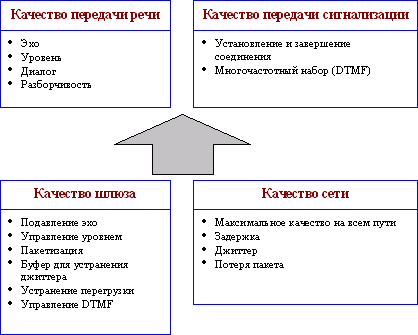 Качество передачи речи
Эхо
Уровень
Диалог
Разборчивость
Качество передачи сигнализации
Установление и завершение
соединения
Многочастотный набор (DTMF)
Качество шлюза
Подавление эхо
Управление уровнем
Пакетизация
Буфер для устранения
джиттера
Устранение перегрузки
Управление DTMF
Качество сети
Максимальное качество на всем пути
Задержка
Джиттер
Потеря пакета